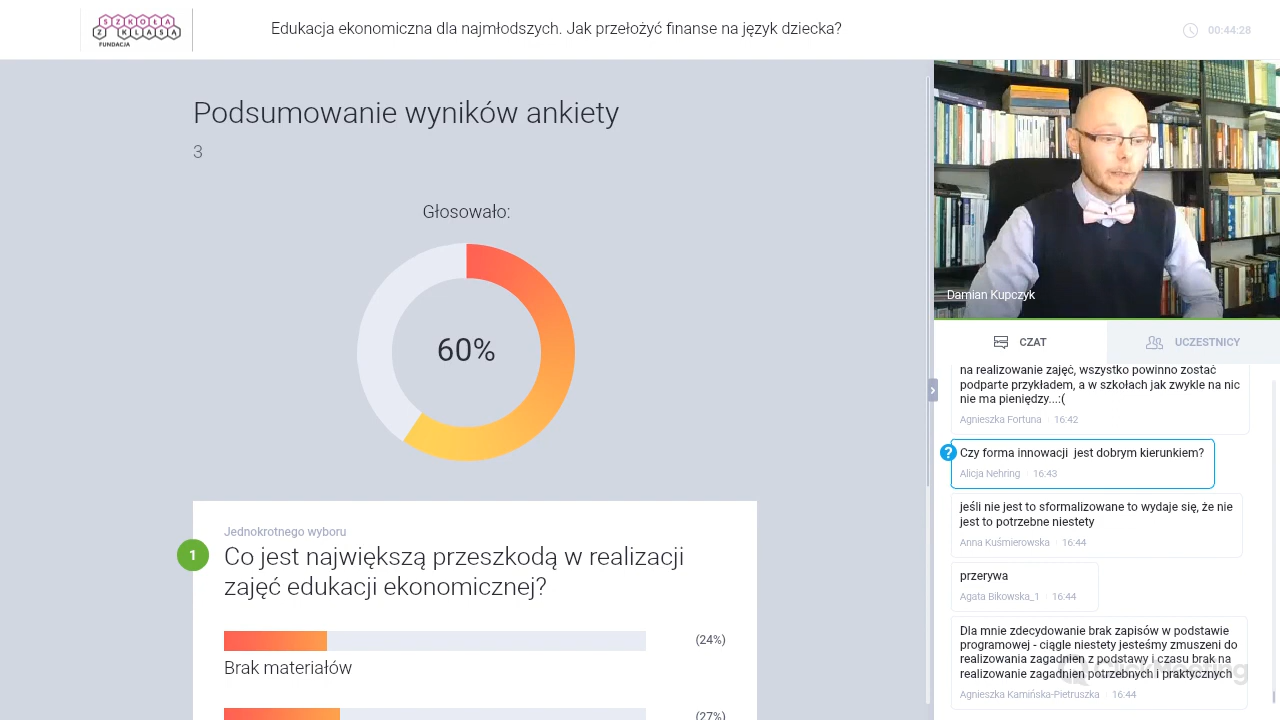 SZKOŁA
Z KLASĄ
FUNDACJA
Edukacja ekonomiczna dla najmłodszych. Jak przełożyć finanse na język dziecka?
00:44:28
Podsumowanie wyników ankiety
3
Głosowało:
60%
Jednokrotnego wyboru
1
Co jest największą przeszkodą w realizacji
zajęć edukacji ekonomicznej?
(24%)
Brak materiałów
(27%)
Damian Kupczyk
CZAT
UCZESTNICY
na realizowanie zajęć, wszystko powinno zostać
podparte przykładem, a w szkołach jak zwykle na nic
nie ma pieniędzy...:(
Agnieszka Fortuna · 16:42
? Czy forma innowacji jest dobrym kierunkiem?
Alicja Nehring · 16:43
jeśli nie jest to sformalizowane to wydaje się, że nie
jest to potrzebne niestety
Anna Kuśmierowska · 16:44
przerywa
Agata Bikowska_1 · 16:44
Dla mnie zdecydowanie brak zapisów w podstawie
programowej - ciągle niestety jesteśmy zmuszeni do
realizowania zagadnień z podstawy i czasu brak na
realizowanie zagadnień potrzebnych i praktycznych
Agnieszka Kamińska-Pietruszka · 16:44
ClickMeeting